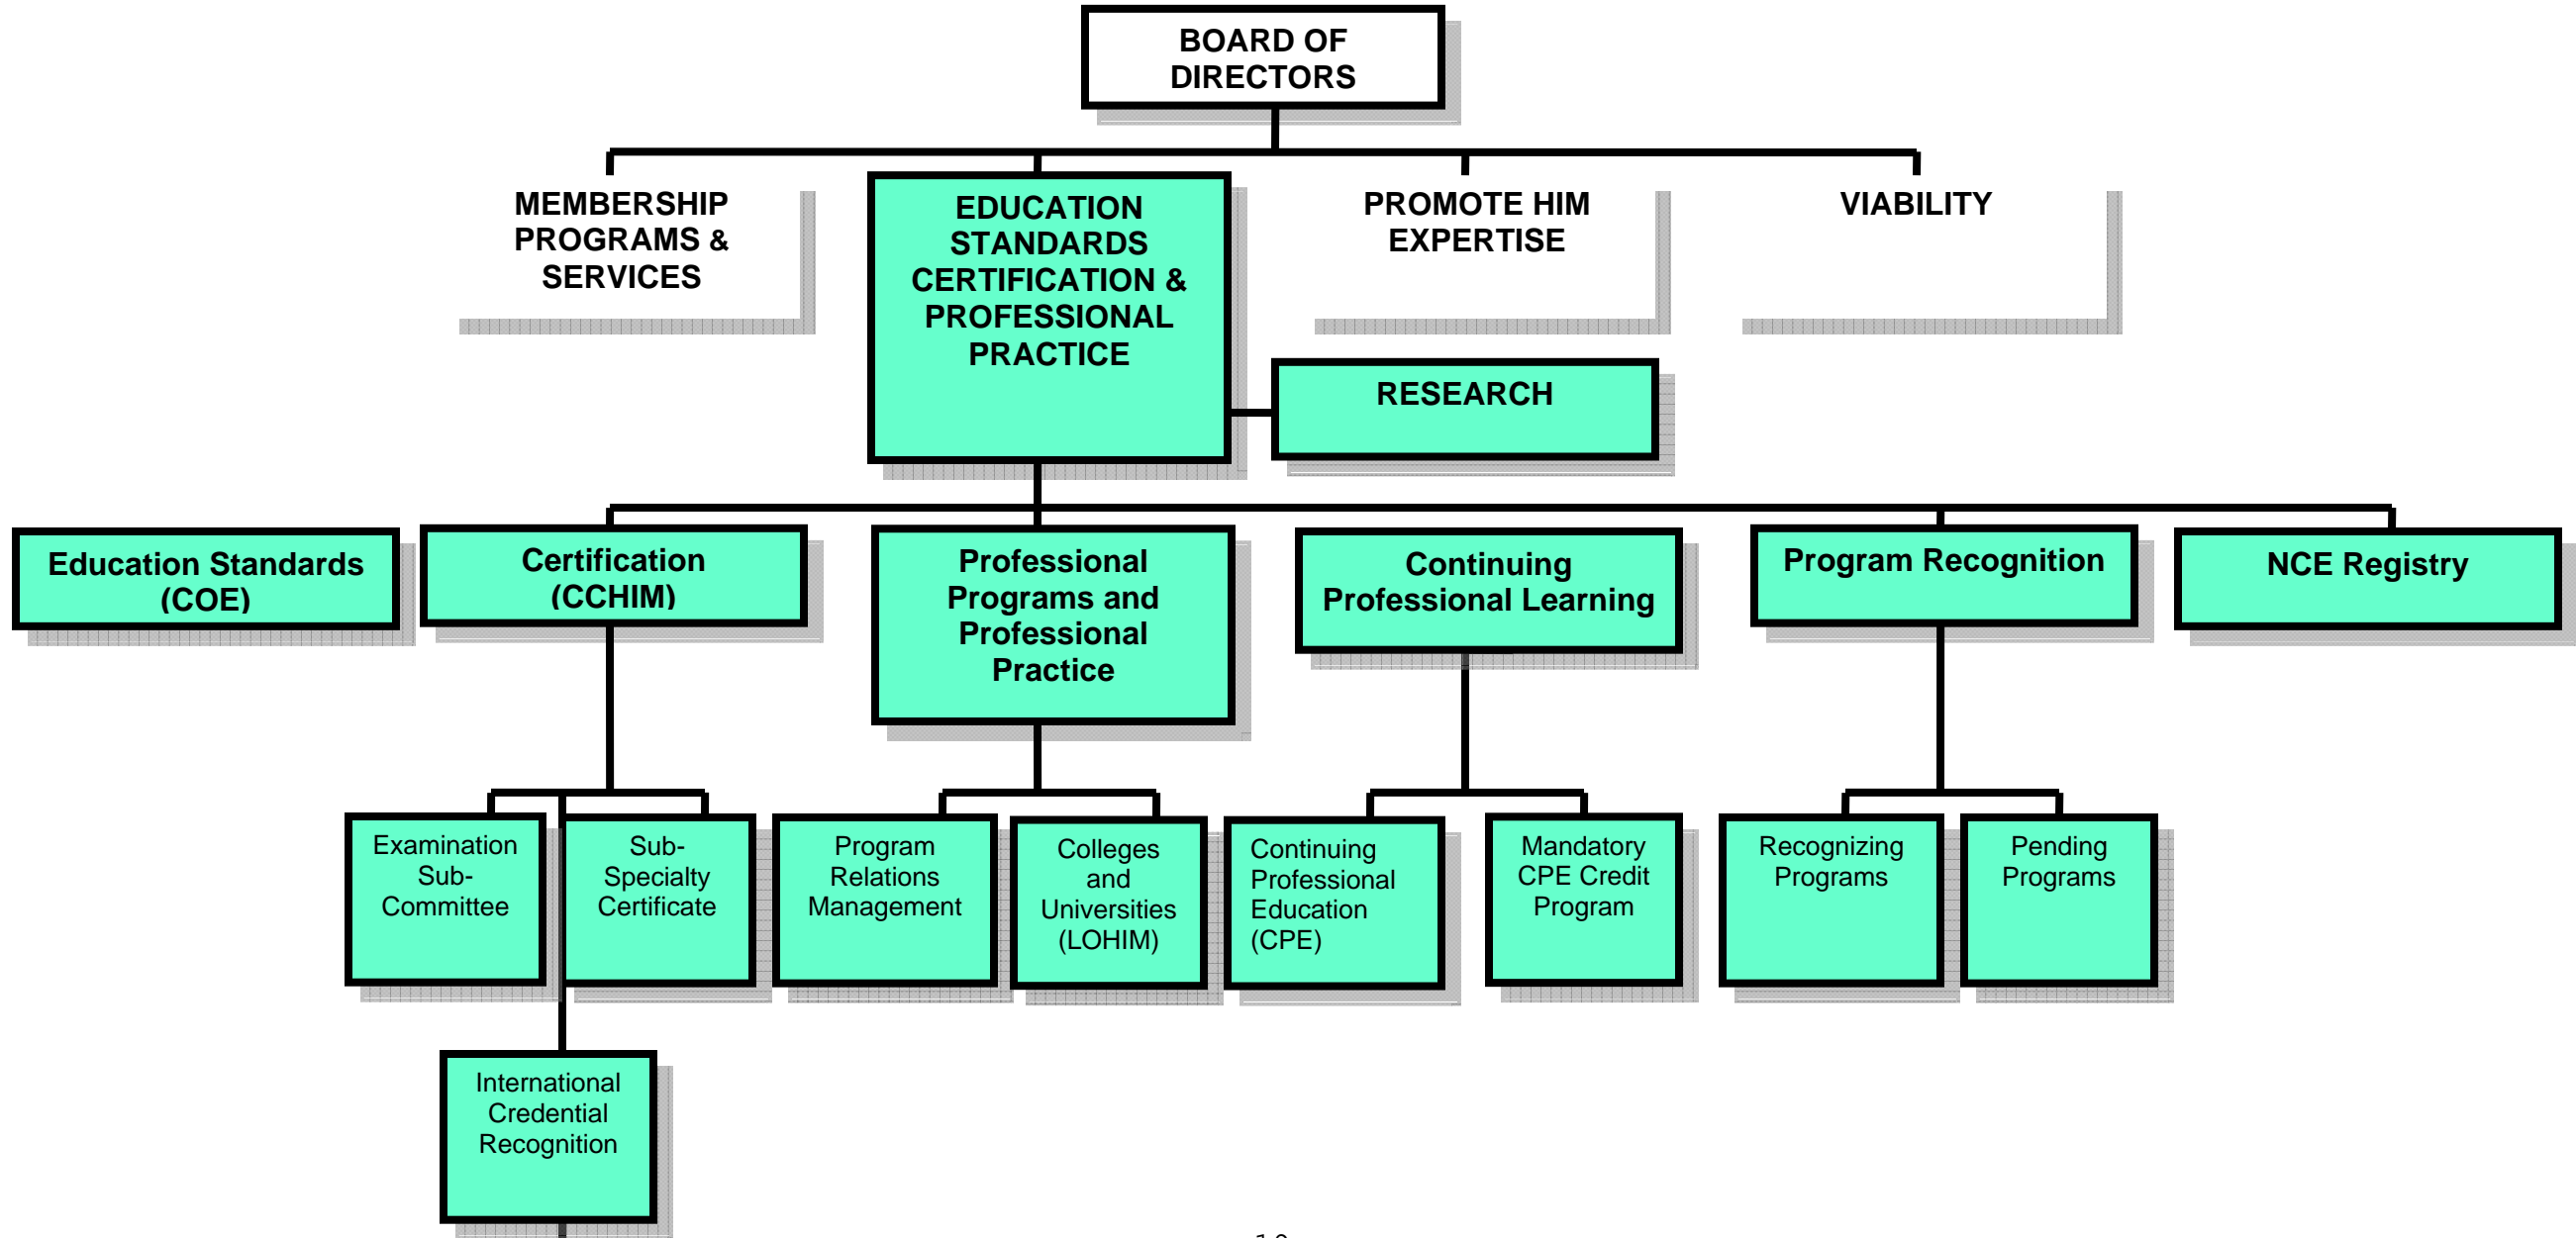 BOARD OF
DIRECTORS
MEMBERSHIP
PROGRAMS &
SERVICES
EDUCATION
STANDARDS
CERTIFICATION &
PROFESSIONAL
PRACTICE
PROMOTE HIM
EXPERTISE
VIABILITY
RESEARCH
Education Standards
(COE)
Certification
(CCHIM)
Professional
Programs and
Professional
Practice
Continuing
Professional Learning
Program Recognition
NCE Registry
Examination
Sub-
Committee
Sub-
Specialty
Certificate
Program
Relations
Management
Colleges
and
Universities
(LOHIM)
Continuing
Professional
Education
(CPE)
Mandatory
CPE Credit
Program
Recognizing
Programs
Pending
Programs
International
Credential
Recognition